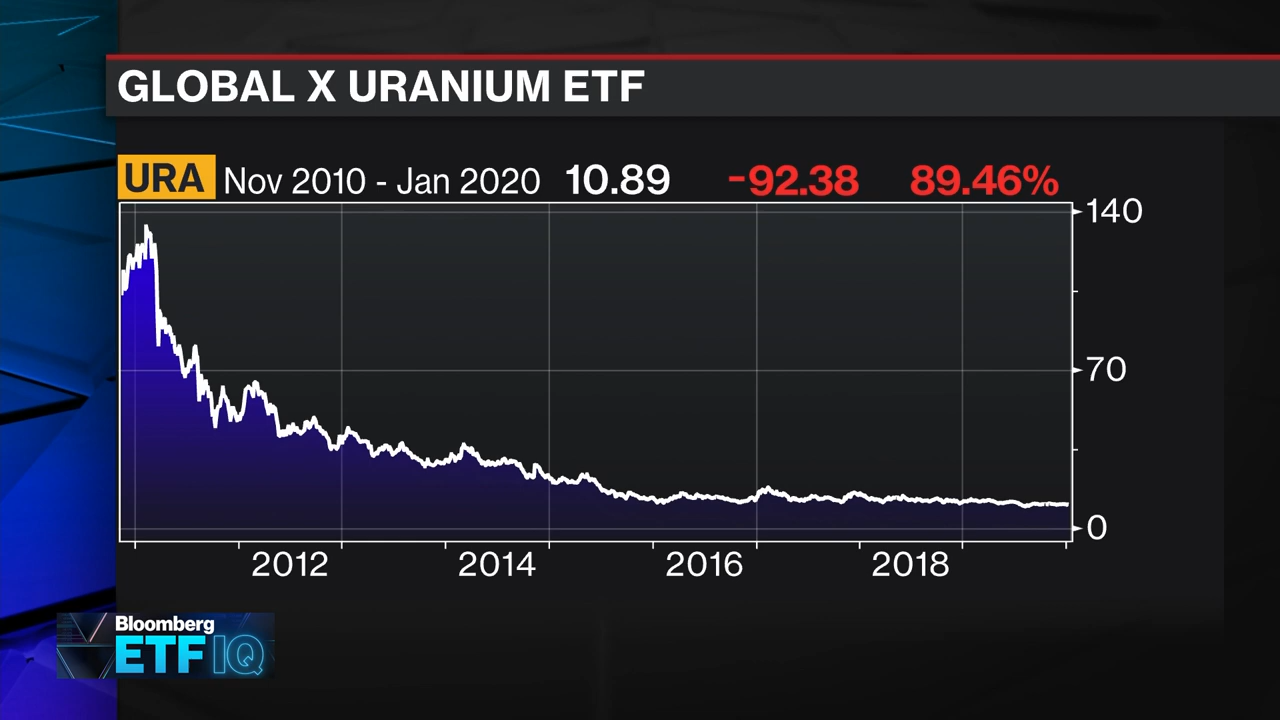 GLOBAL X URANIUM ETF
URA Nov 2010 - Jan 2020 10.89 -92.38 89.46%
140
70
0
2012 2014 2016 2018
Bloomberg
ETF IQ